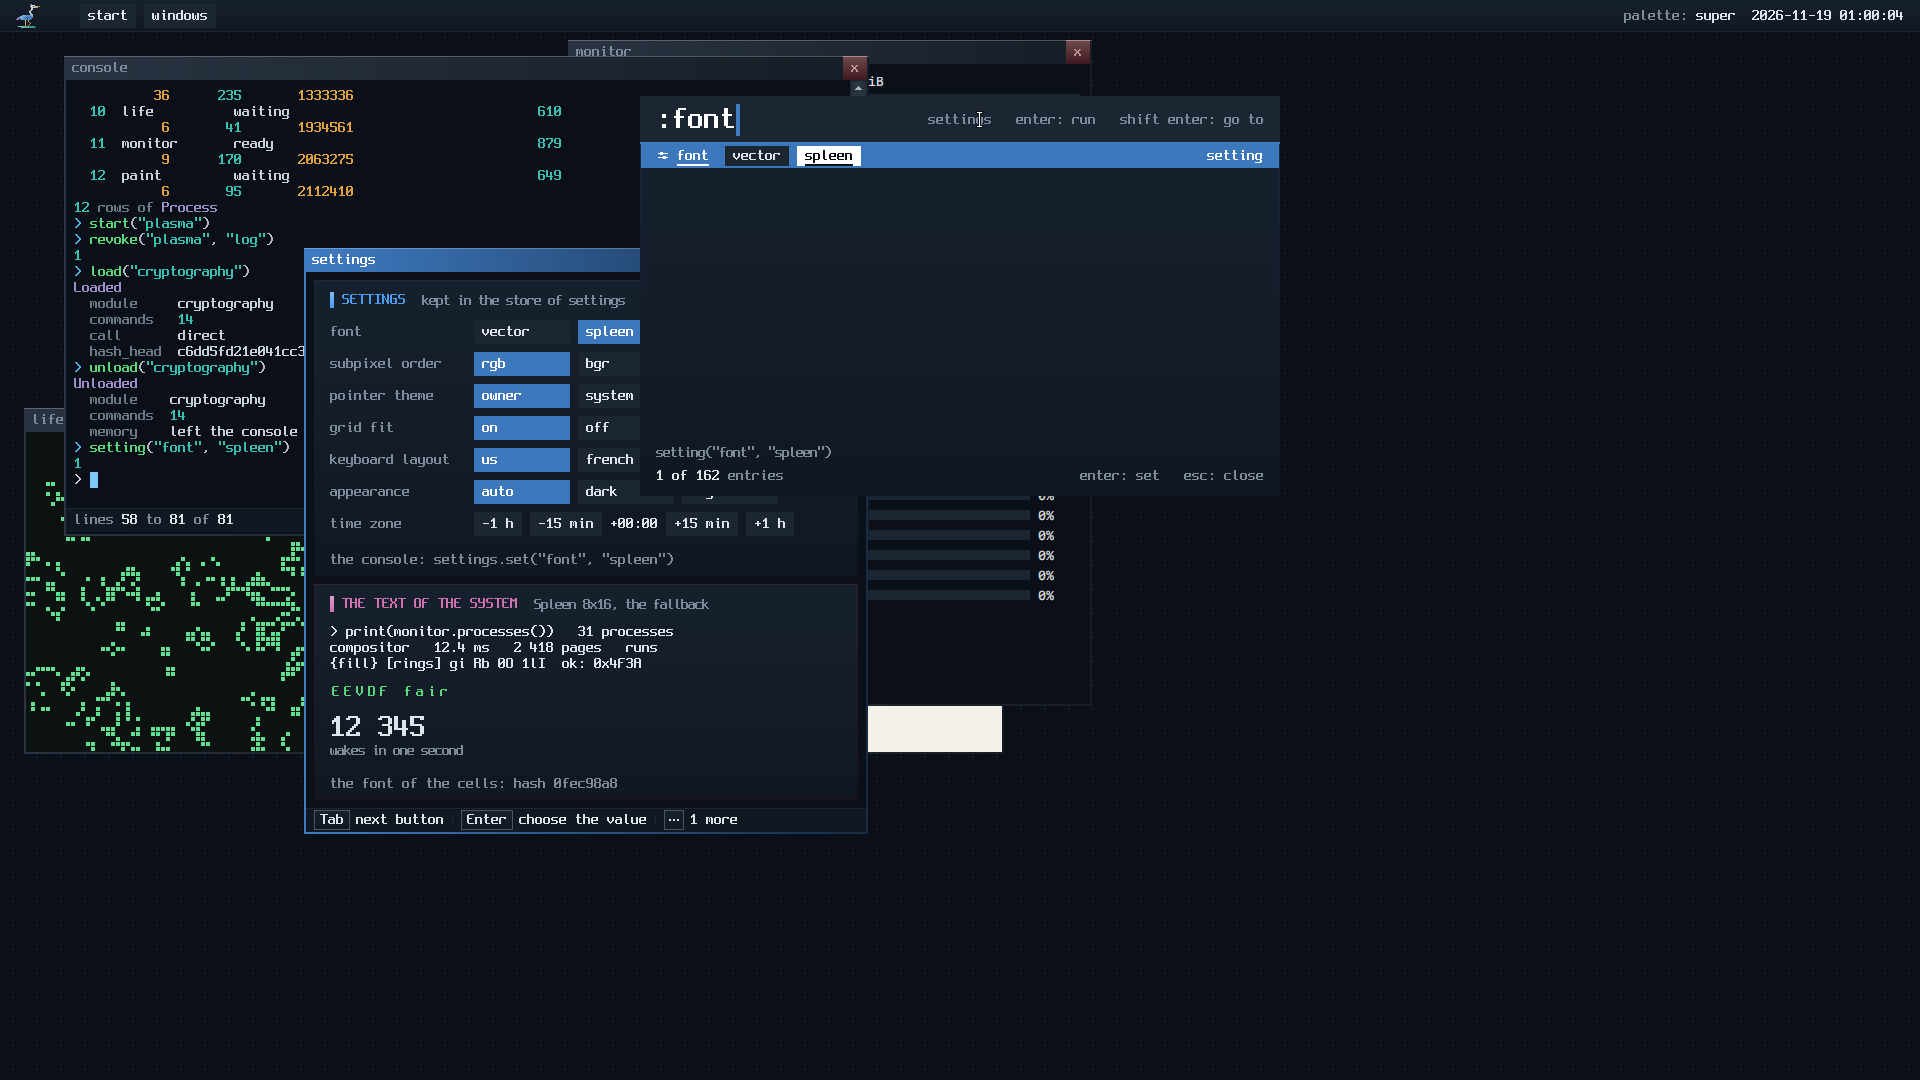 start windows palette: super 2026-11-19 01:00:04
monitor
iB
console
36 235 1333336
10 life waiting 610
6 41 1934561
11 monitor ready 879
9 170 2063275
12 paint waiting 649
6 95 2112410
12 rows of Process
> start("plasma")
> revoke("plasma", "log")
1
> load("cryptography")
Loaded
module cryptography
commands 14
call direct
hash_head c6dd5fd21e041cc3
> unload("cryptography")
Unloaded
module cryptography
commands 14
memory left the console
> setting("font", "spleen")
1
>
lines 58 to 81 of 81
:font settings enter: run shift enter: go to
font vector spleen setting
setting("font", "spleen")
1 of 162 entries enter: set esc: close
life
settings
SETTINGS kept in the store of settings
font vector spleen
subpixel order rgb bgr
pointer theme owner system
grid fit on off
keyboard layout us french
appearance auto dark
time zone -1 h -15 min +00:00 +15 min +1 h
the console: settings.set("font", "spleen")
THE TEXT OF THE SYSTEM Spleen 8x16, the fallback
> print(monitor.processes()) 31 processes
compositor 12.4 ms 2 418 pages runs
{fill} [rings] gi Ab 0O 1lI ok: 0x4F3A
EEVDF fair
12 345
wakes in one second
the font of the cells: hash 0fec98a8
Tab next button Enter choose the value ... 1 more
0%
0%
0%
0%
0%
0%